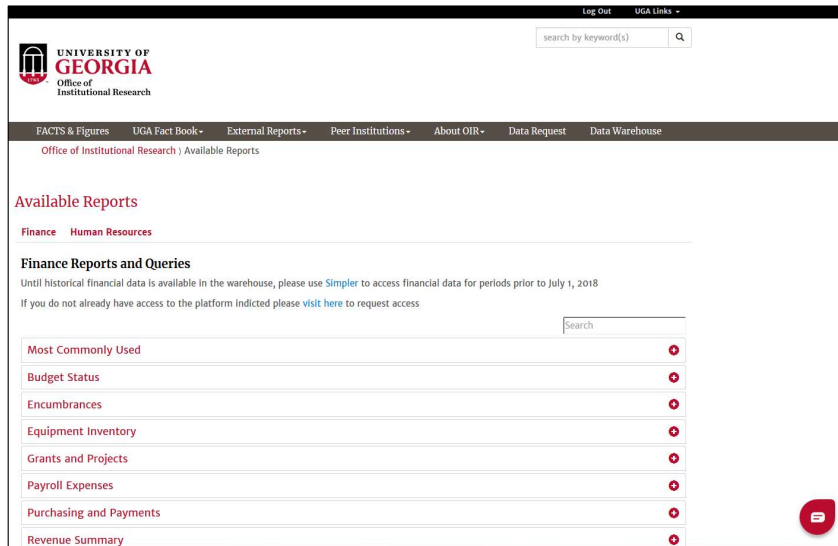 Log Out UGA Links
search by keyword(s)
1785
UNIVERSITY OF
GEORGIA
Office of
Institutional Research
FACTS & Figures UGA Fact Book External Reports Peer Institutions About OIR Data Request Data Warehouse
Office of Institutional Research ) Available Reports
Available Reports
Finance Human Resources
Finance Reports and Queries
Until historical financial data is available in the warehouse, please use Simpler to access financial data for periods prior to July 1, 2018
If you do not already have access to the platform indicted please visit here to request access
Search
Most Commonly Used
Budget Status
Encumbrances
Equipment Inventory
Grants and Projects
Payroll Expenses
Purchasing and Payments
Revenue Summary